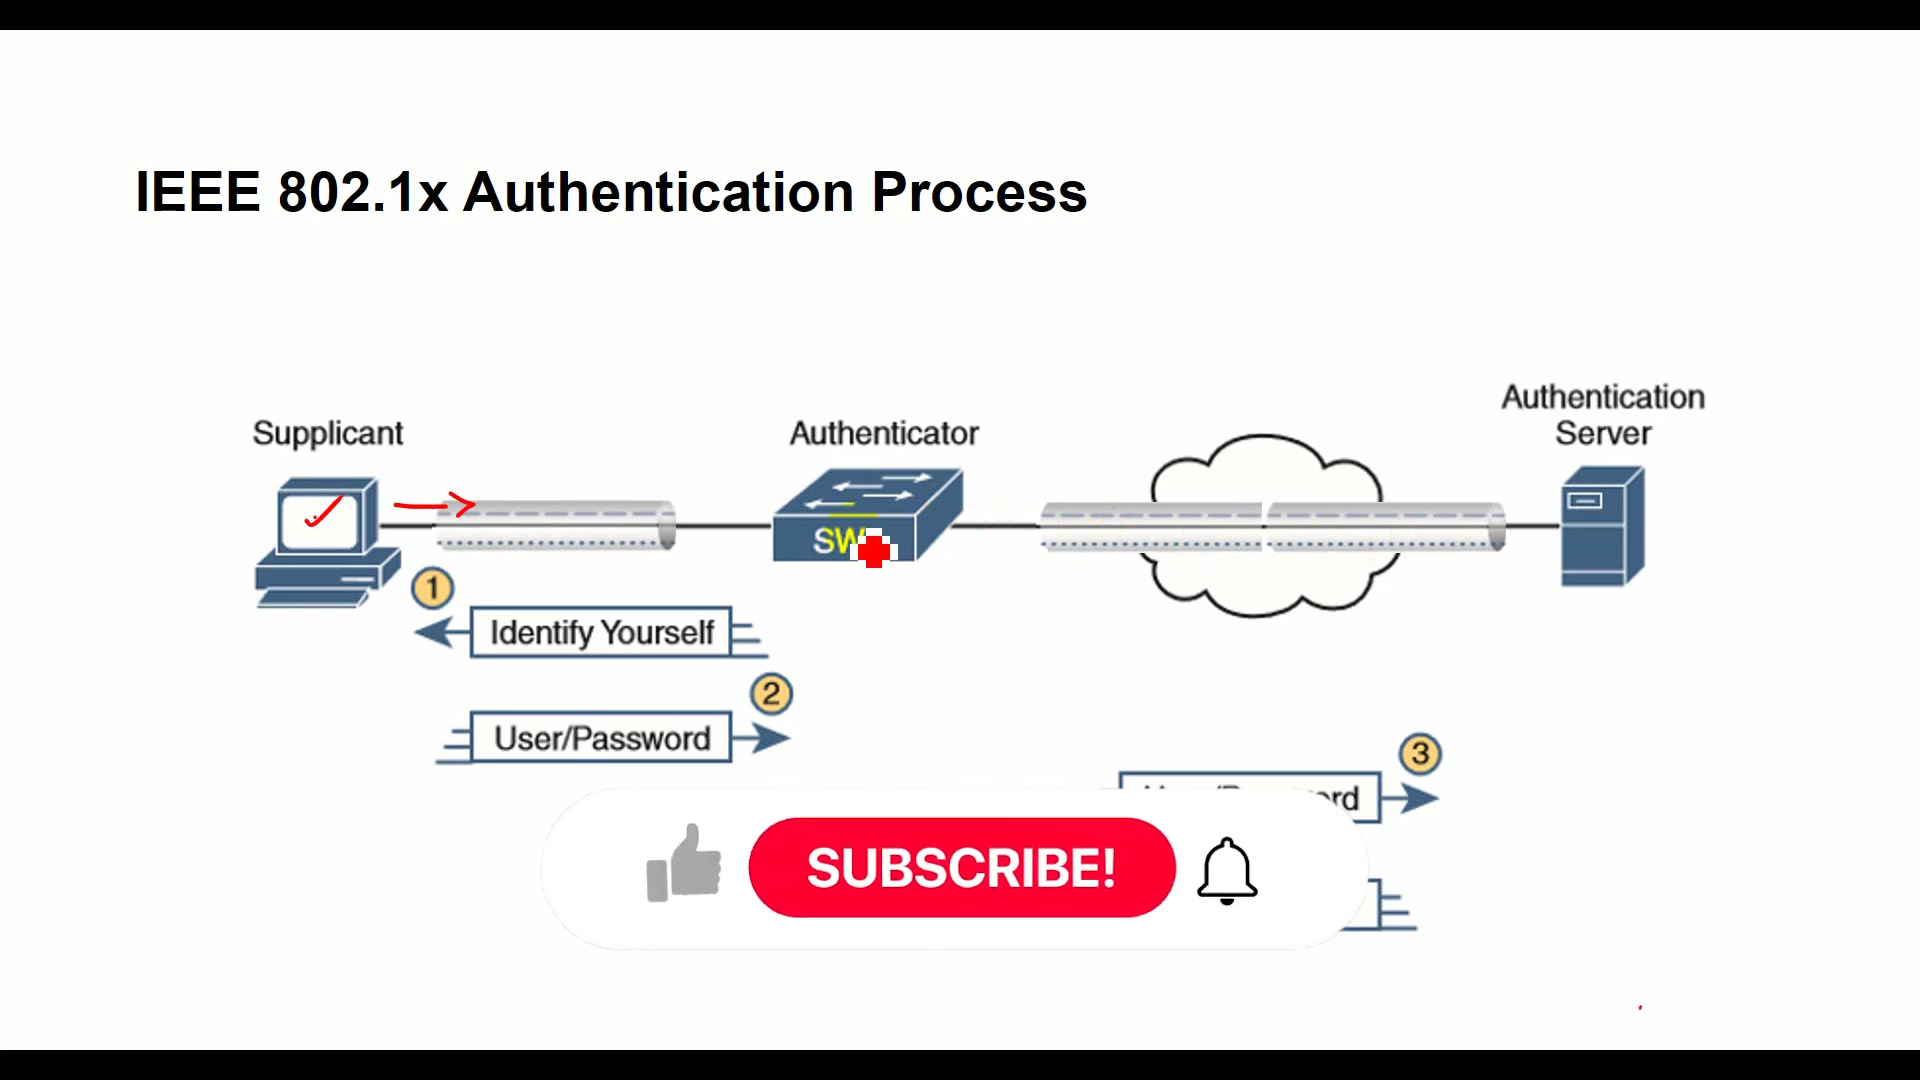 IEEE 802.1x Authentication Process
Authentication
Server
Supplicant
Authenticator
SW
1
Identify Yourself
2
User/Password
3
SUBSCRIBE!